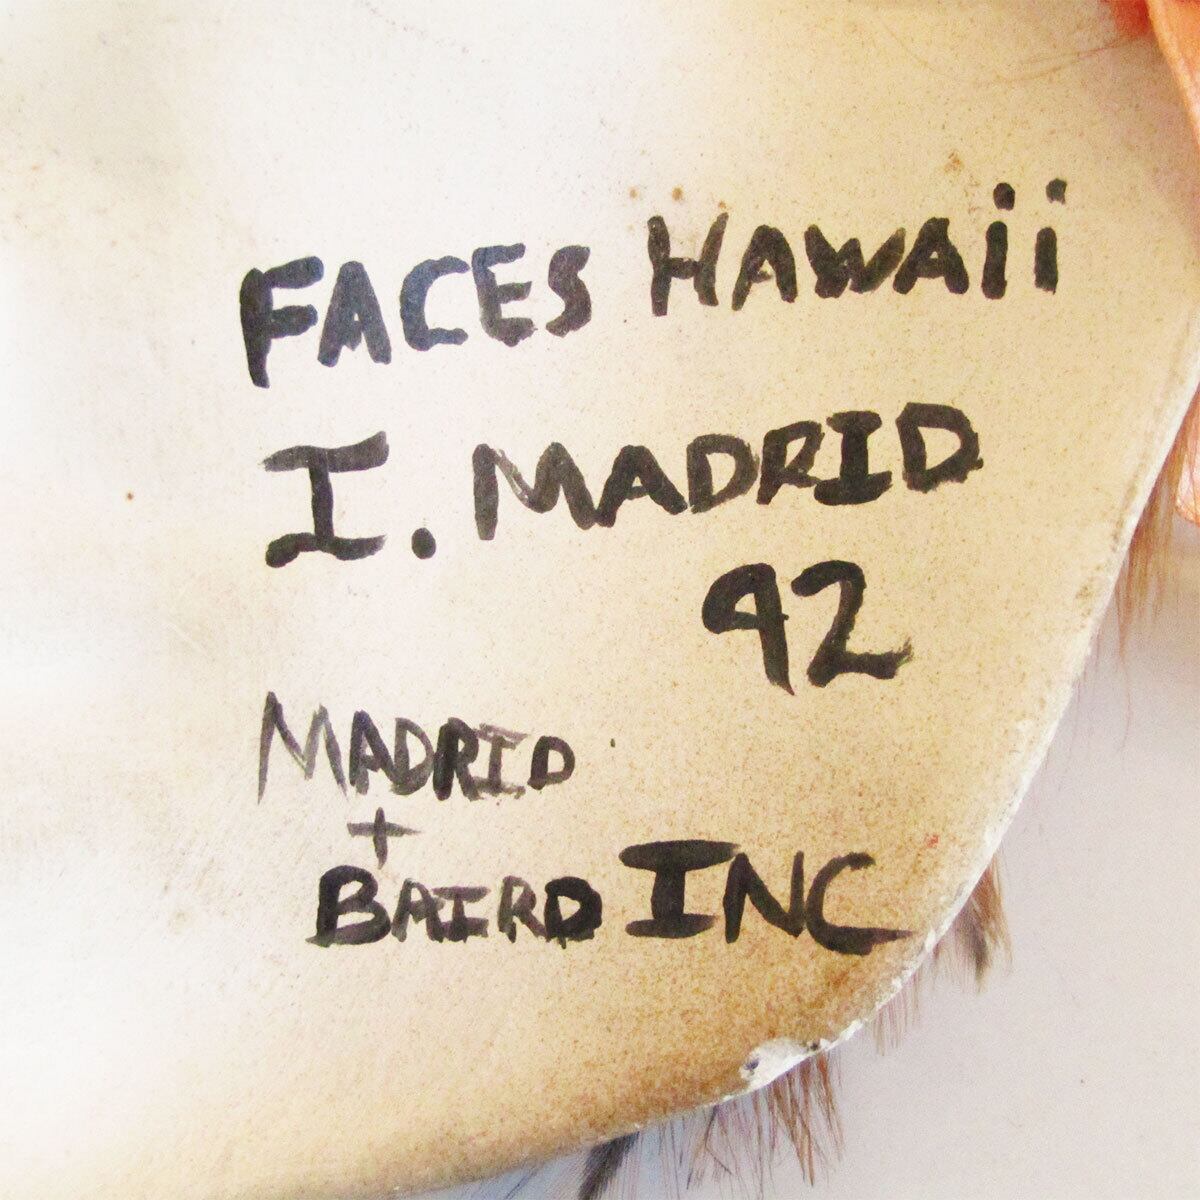 FACES HAWAii
I. MADRID
92
MADRID
+
BAIRD INC